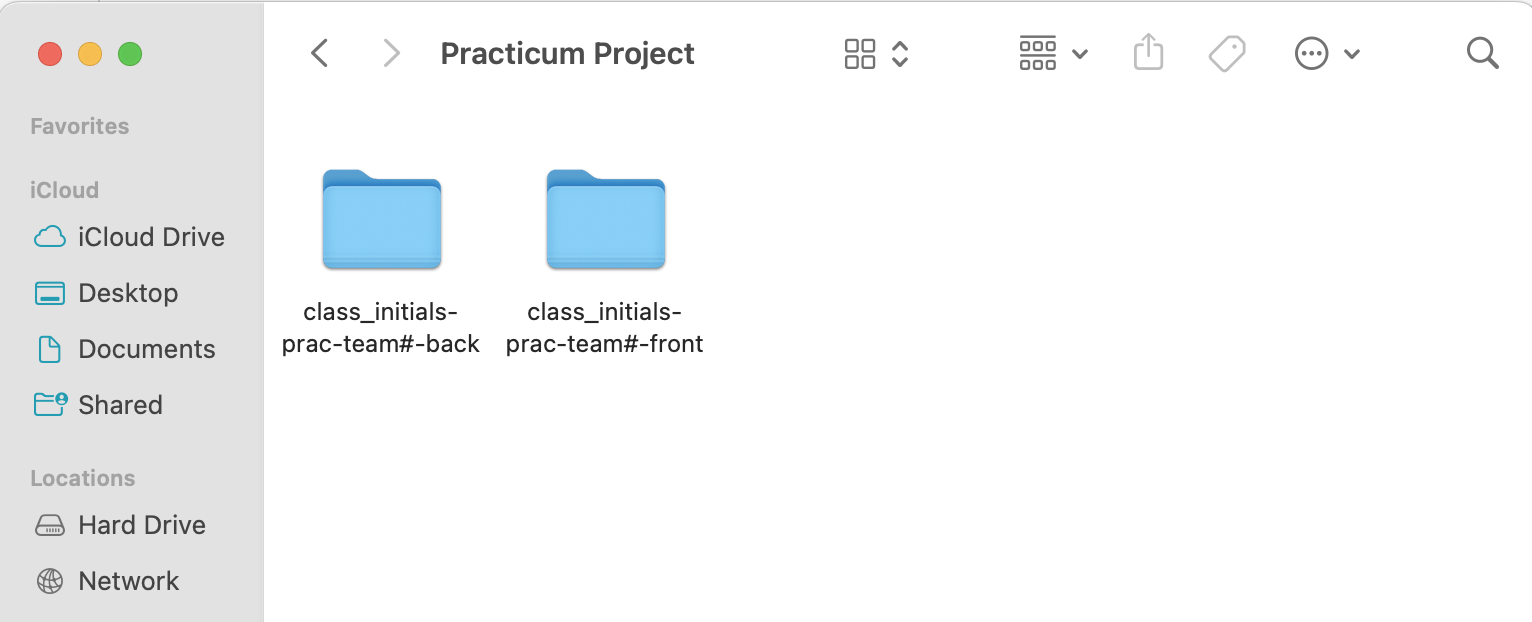 Practicum Project
Favorites
iCloud
iCloud Drive
Desktop
Documents
Shared
Locations
Hard Drive
Network
class_initials-
prac-team#-back
class_initials-
prac-team#-front